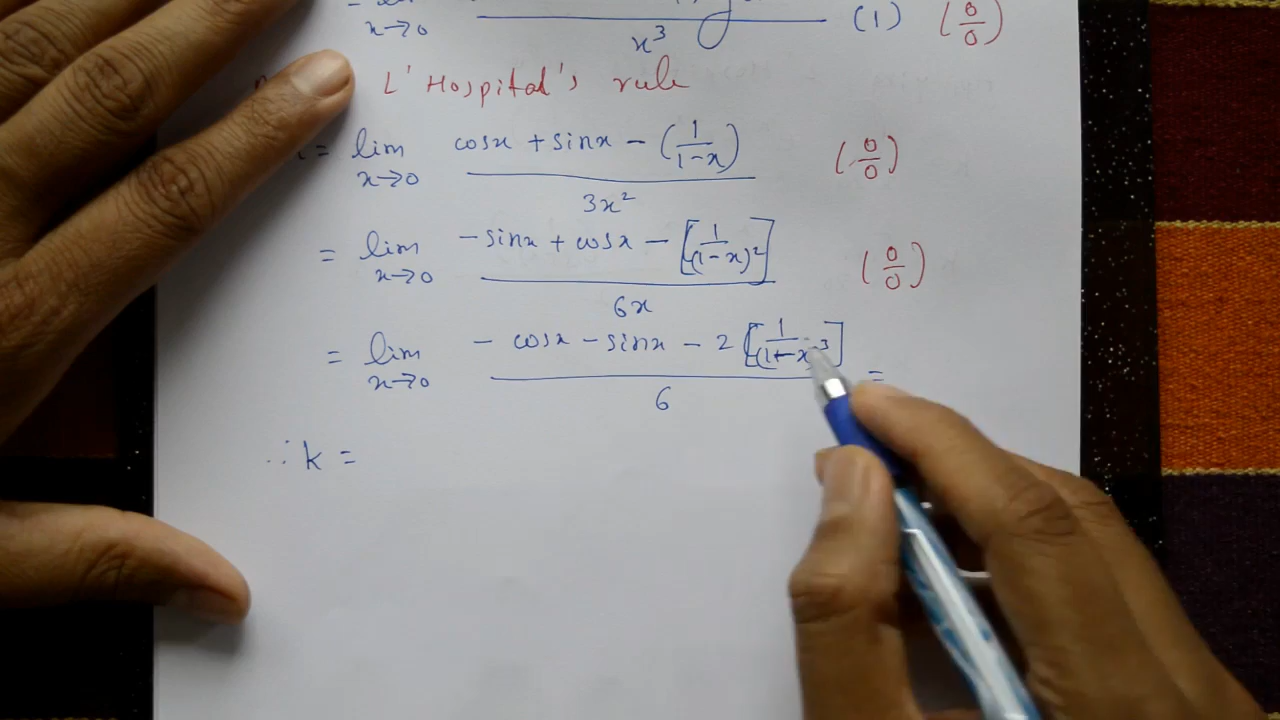 x→0 x³ (1) (0/0)
L'Hospital's rule
= lim x→0 (cosx + sinx − (1/(1−x)))/(3x²) (0/0)
= lim x→0 (−sinx + cosx − [1/(1−x)²])/(6x) (0/0)
= lim x→0 (−cosx − sinx − 2[1/(1−x)³])/6 =
∴ k =